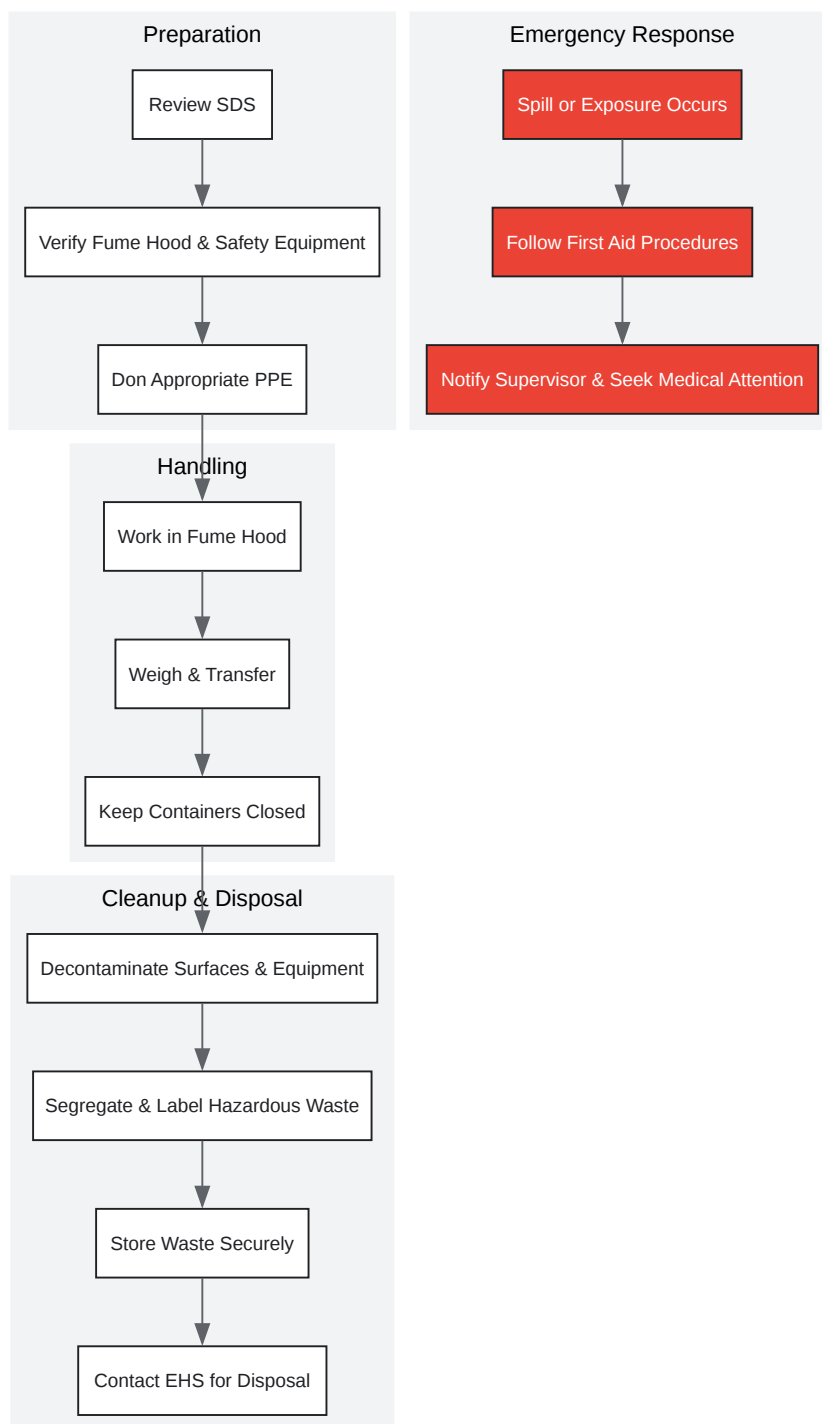 Preparation
Review SDS
Verify Fume Hood & Safety Equipment
Don Appropriate PPE
Emergency Response
Spill or Exposure Occurs
Follow First Aid Procedures
Notify Supervisor & Seek Medical Attention
Handling
Work in Fume Hood
Weigh & Transfer
Keep Containers Closed
Cleanup & Disposal
Decontaminate Surfaces & Equipment
Segregate & Label Hazardous Waste
Store Waste Securely
Contact EHS for Disposal